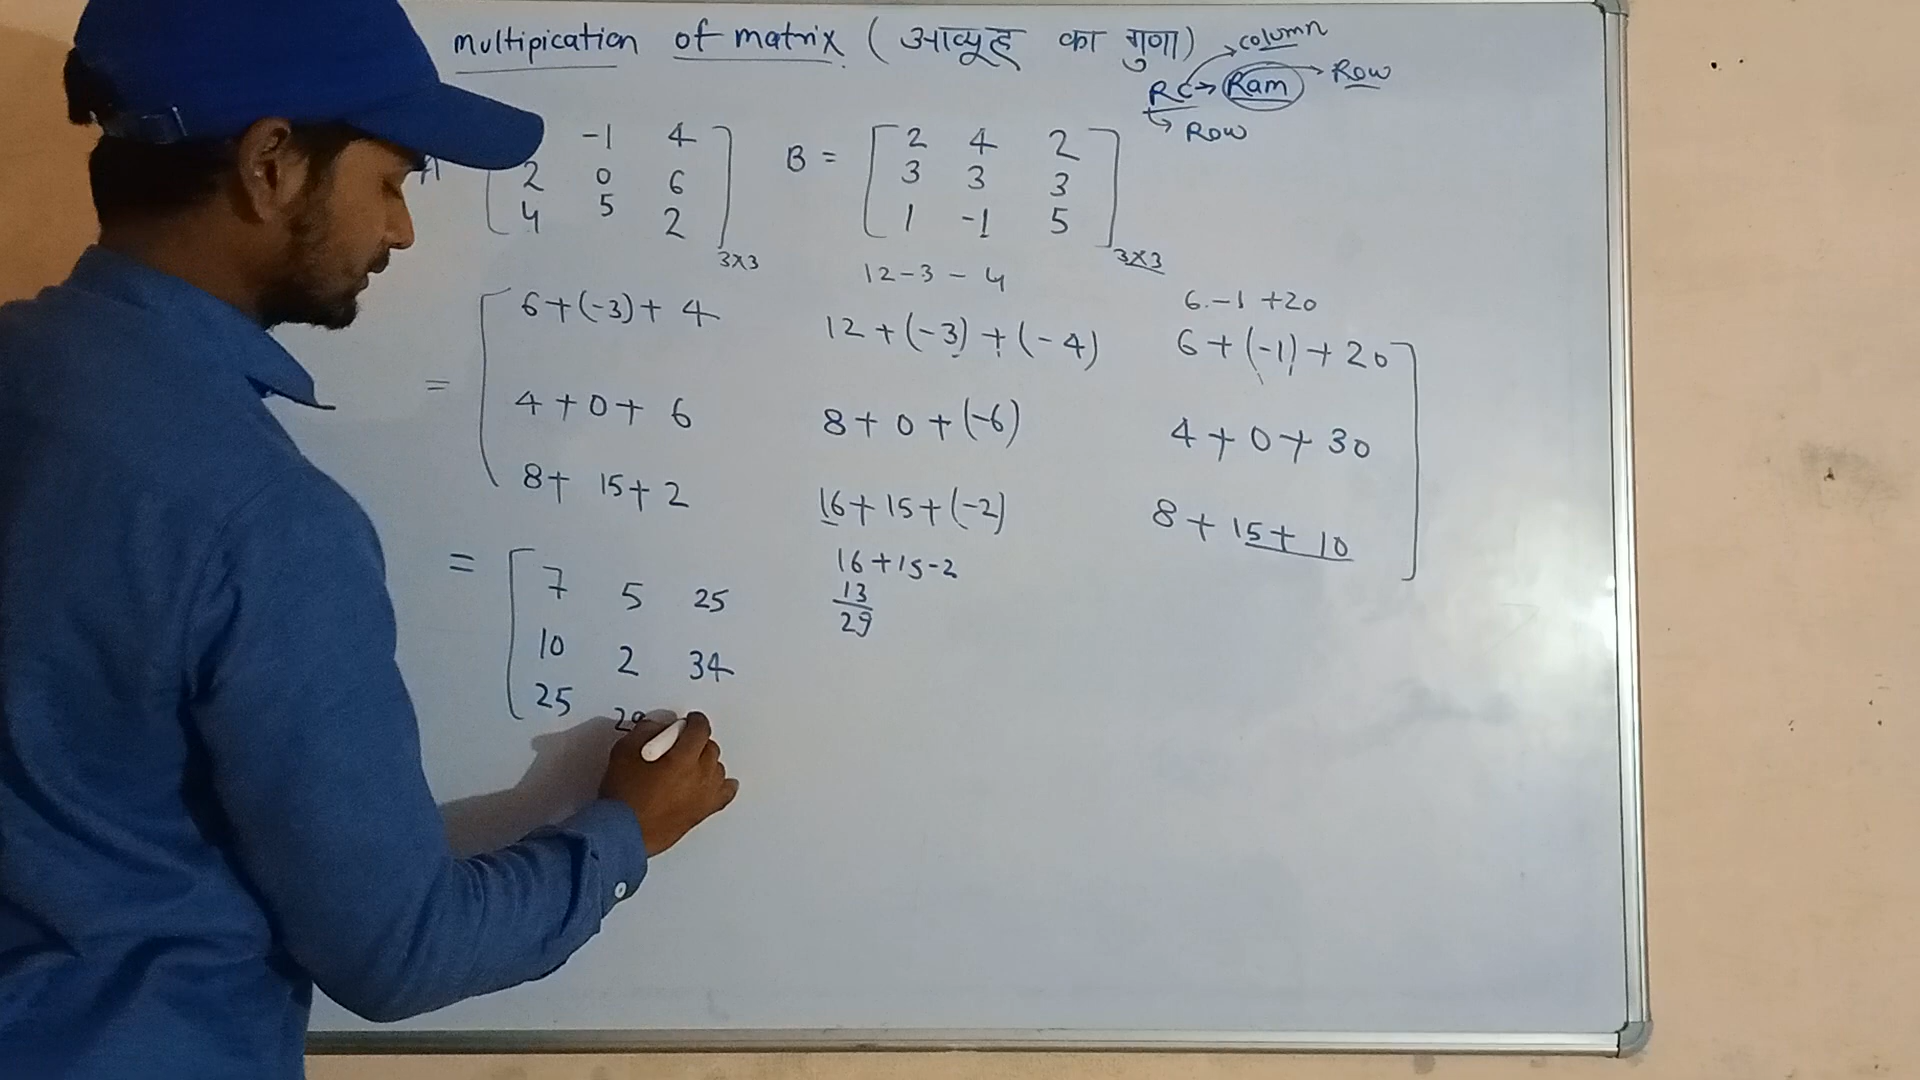 multipication of matrix (आव्यूह का गुणा)
column
RC → Ram → Row
Row
-1 4
2 0 6
4 5 2
3x3
B = 2 4 2
3 3 3
1 -1 5
3x3
12-3-4
6.-1+20
= 6+(-3)+4 12+(-3)+(-4) 6+(-1)+20
4+0+6 8+0+(-6) 4+0+30
8+15+2 16+15+(-2) 8+15+10
16+15-2
13
29
= 7 5 25
10 2 34
25